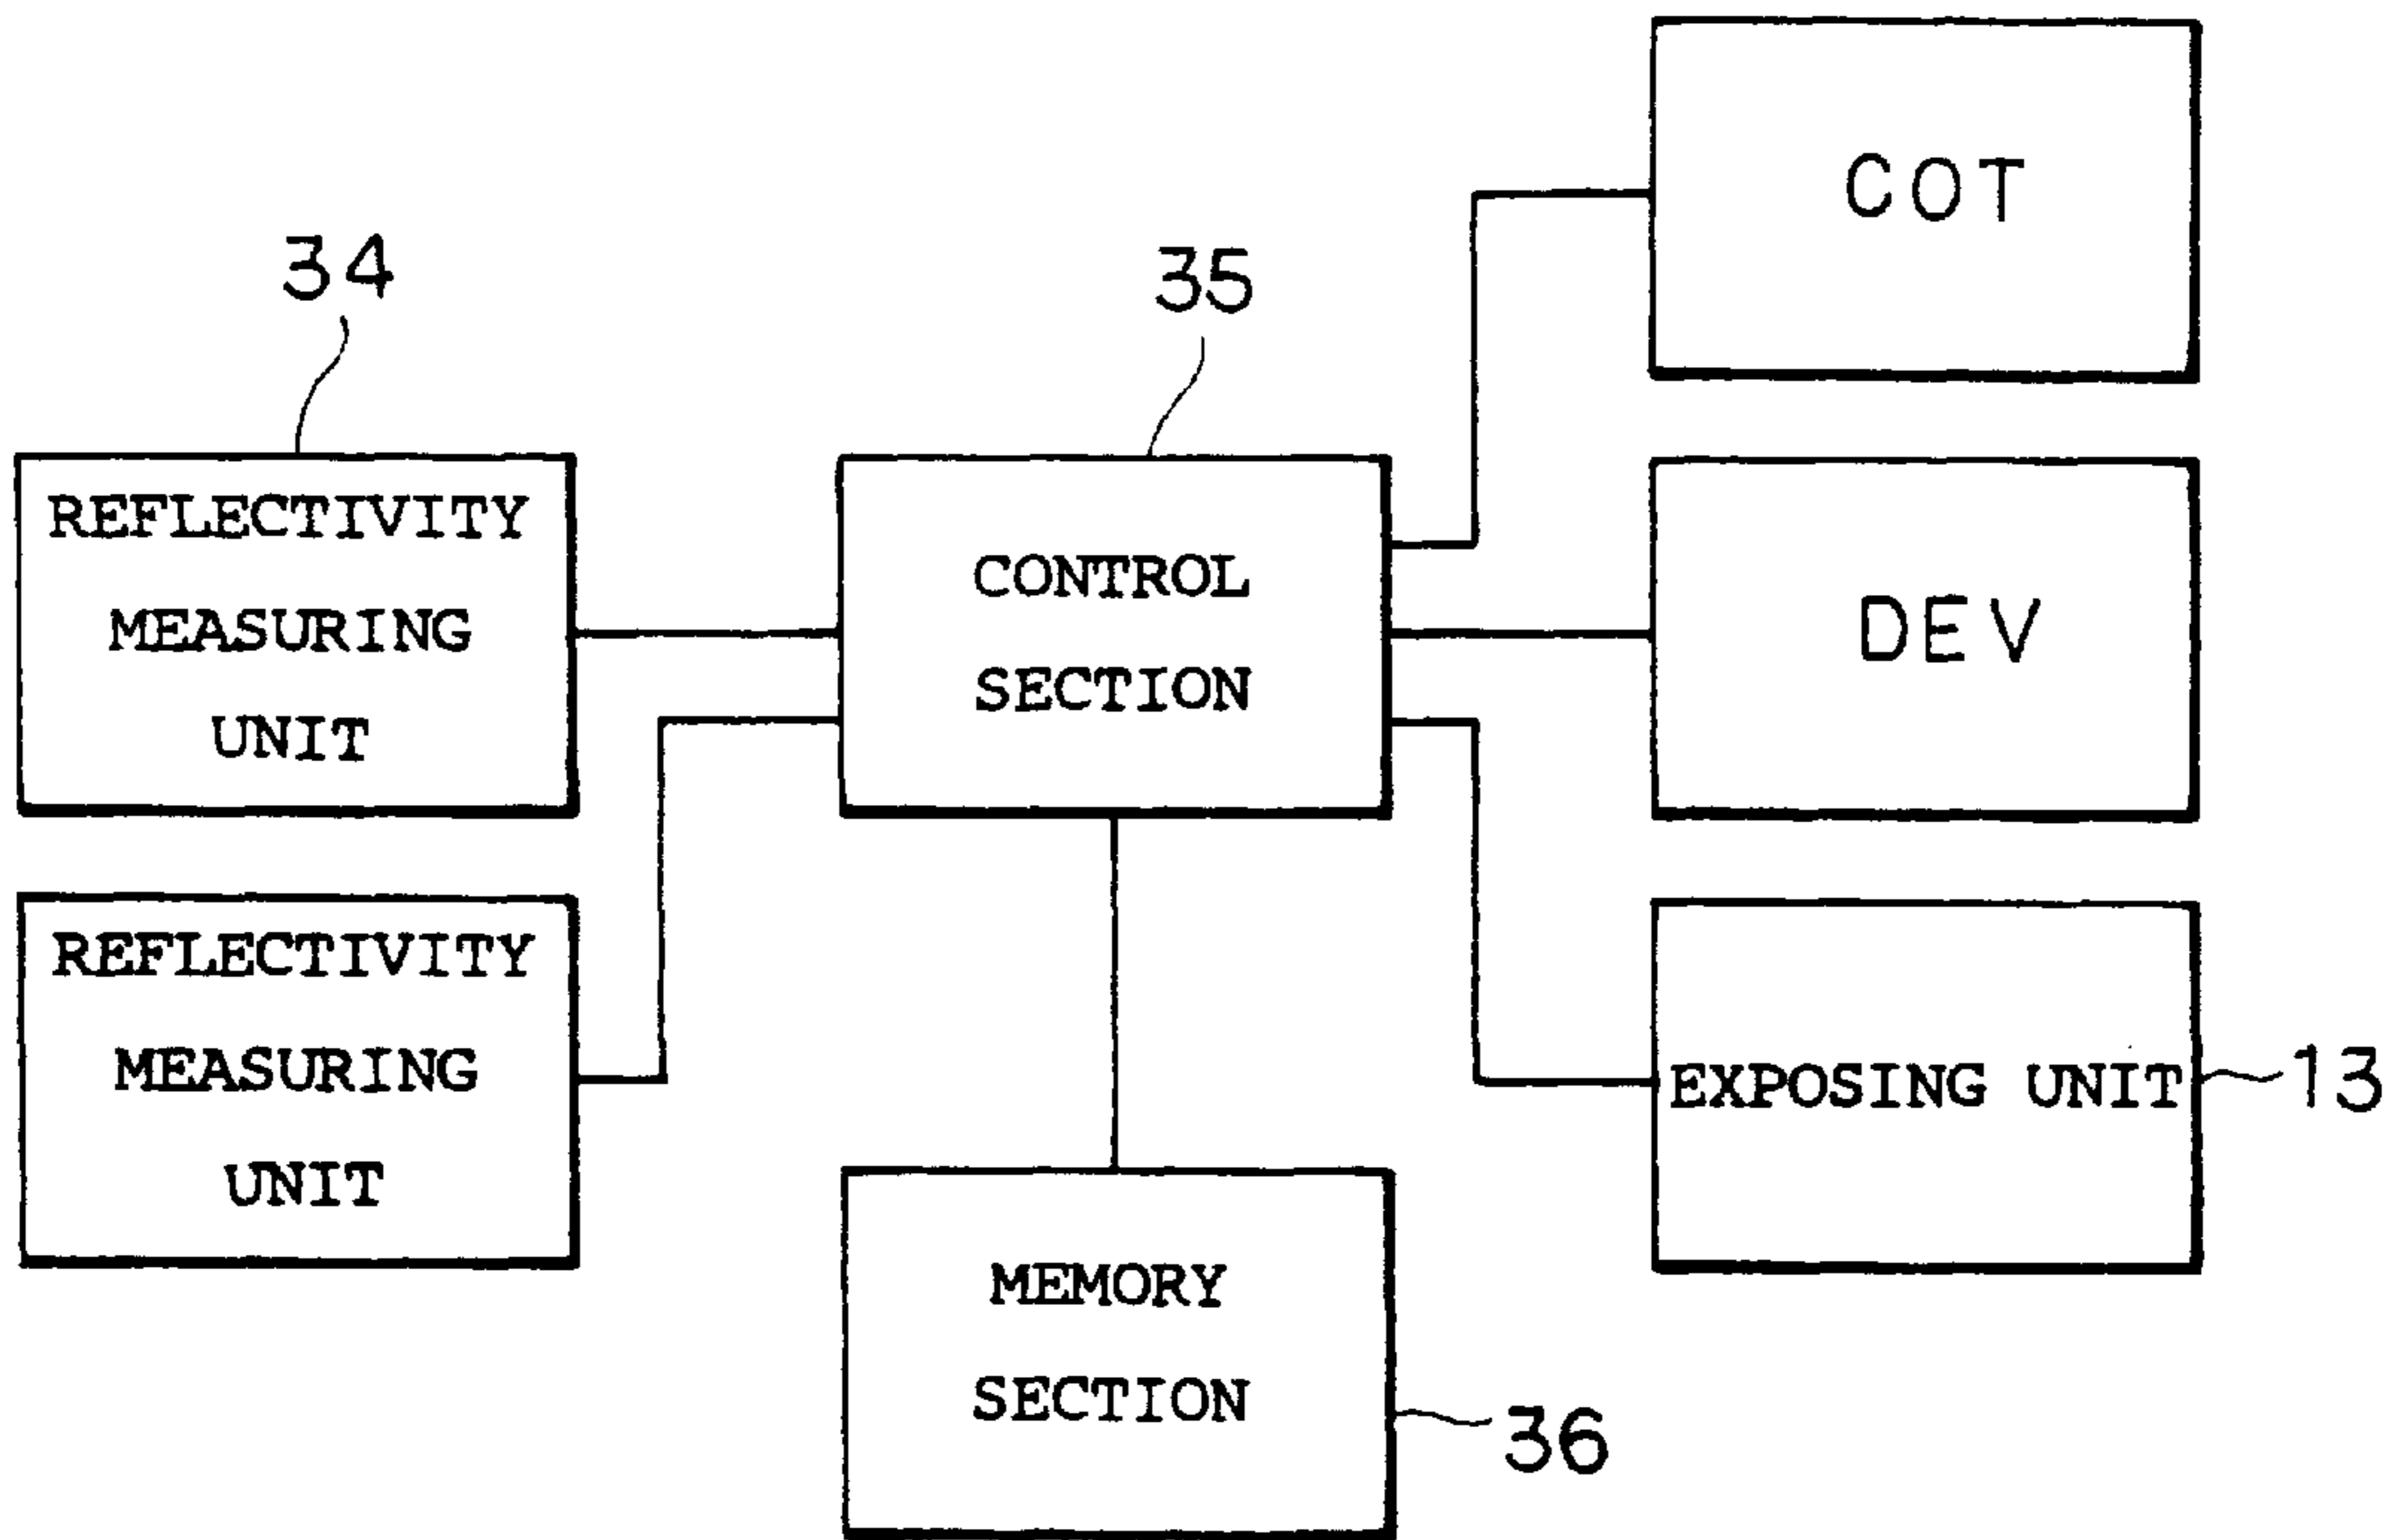 34
REFLECTIVITY
MEASURING
UNIT
REFLECTIVITY
MEASURING
UNIT
35
CONTROL
SECTION
MEMORY
SECTION
36
COT
DEV
EXPOSING UNIT
13